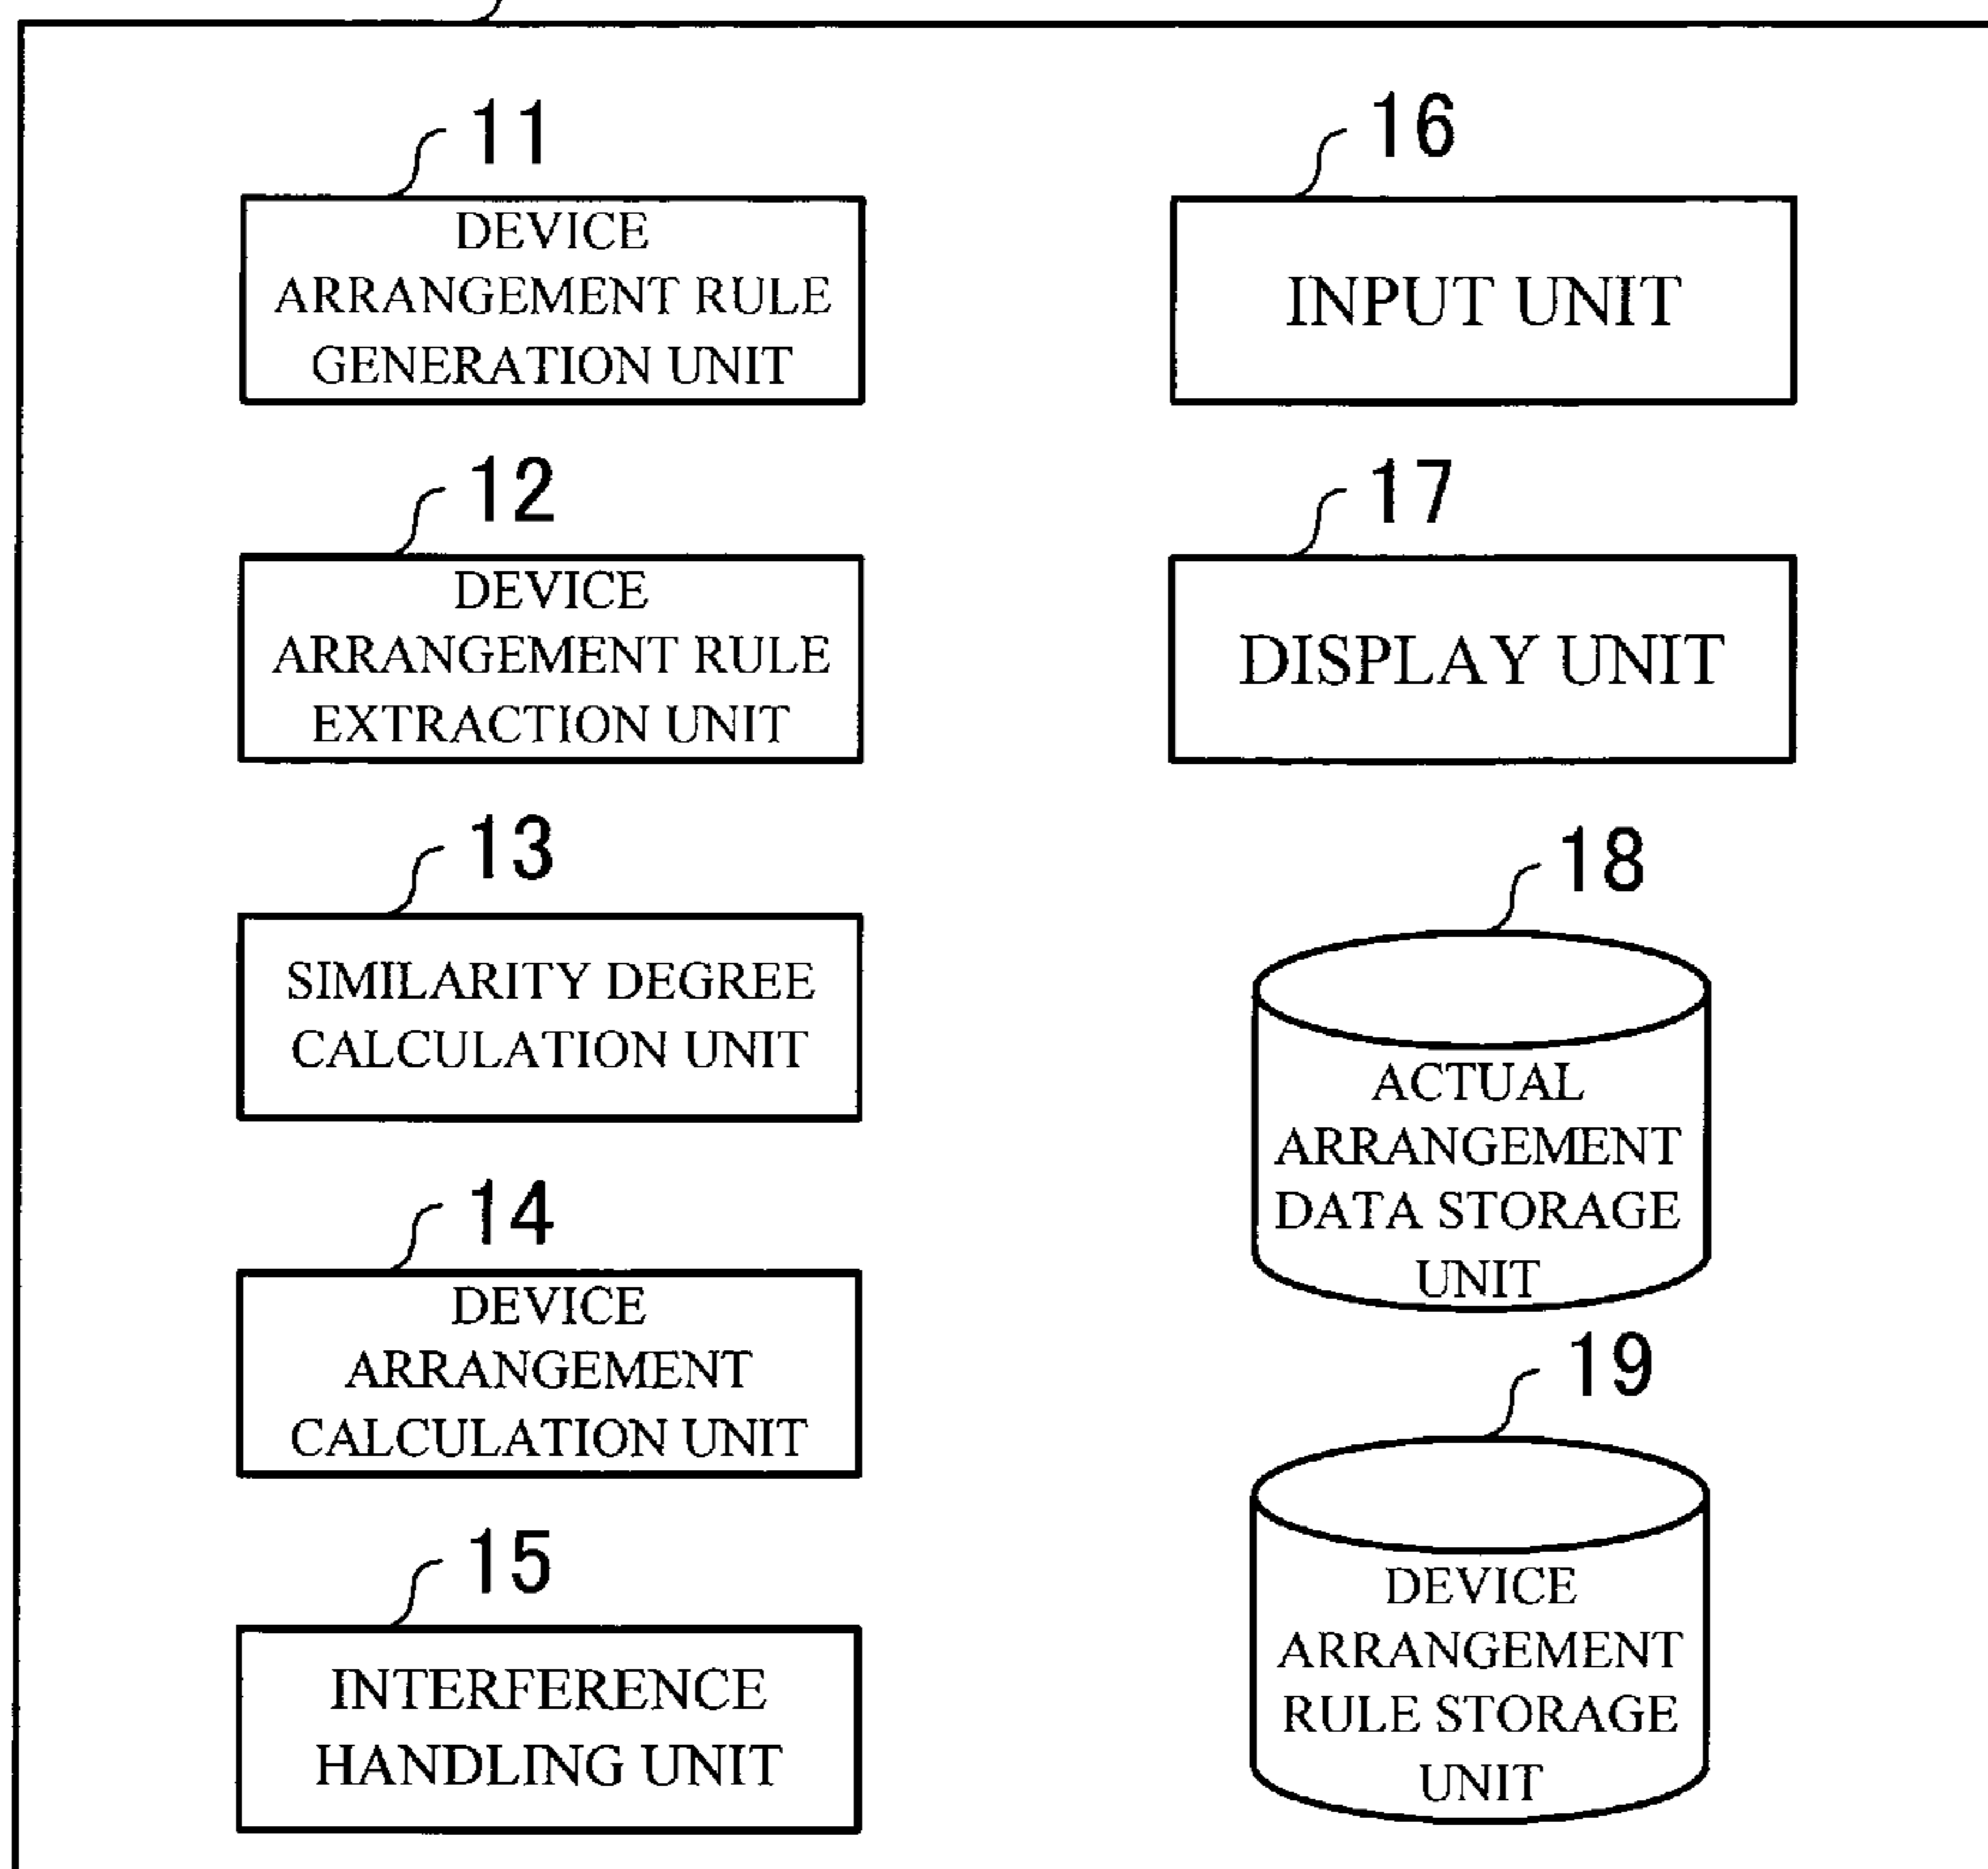 11
DEVICE
ARRANGEMENT RULE
GENERATION UNIT
12
DEVICE
ARRANGEMENT RULE
EXTRACTION UNIT
13
SIMILARITY DEGREE
CALCULATION UNIT
14
DEVICE
ARRANGEMENT
CALCULATION UNIT
15
INTERFERENCE
HANDLING UNIT
16
INPUT UNIT
17
DISPLAY UNIT
18
ACTUAL
ARRANGEMENT
DATA STORAGE
UNIT
19
DEVICE
ARRANGEMENT
RULE STORAGE
UNIT